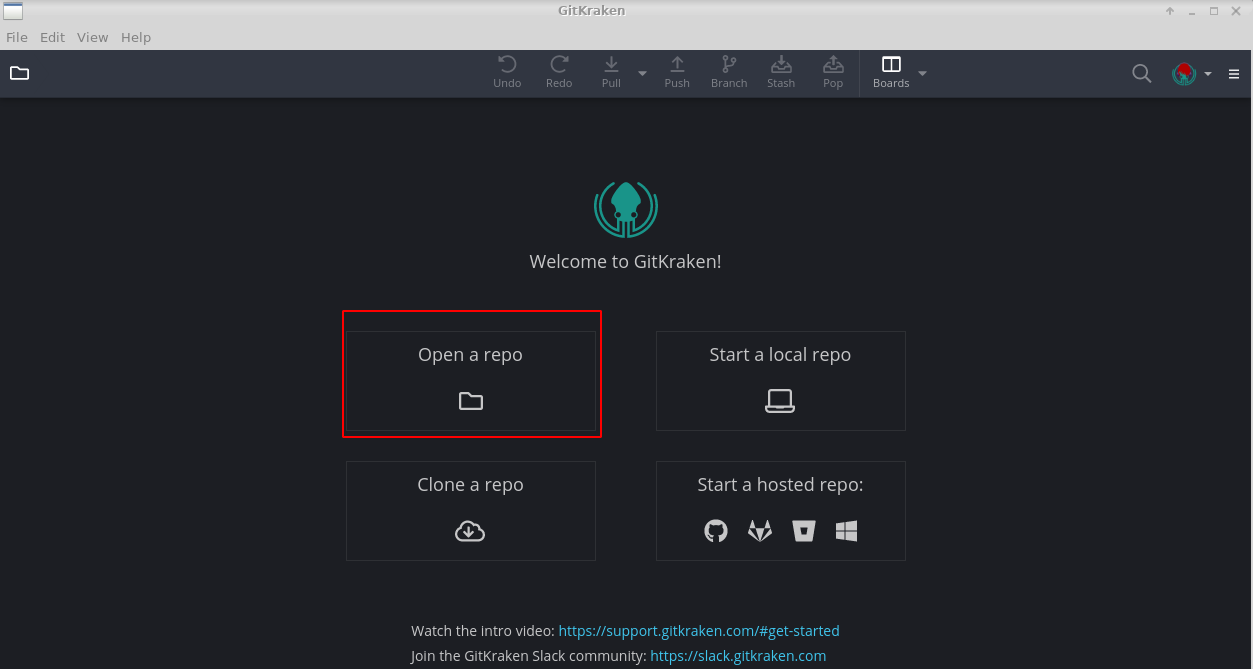 GitKraken
File Edit View Help
Undo Redo Pull Push Branch Stash Pop Boards
Welcome to GitKraken!
Open a repo
Start a local repo
Clone a repo
Start a hosted repo:
Watch the intro video: https://support.gitkraken.com/#get-started
Join the GitKraken Slack community: https://slack.gitkraken.com